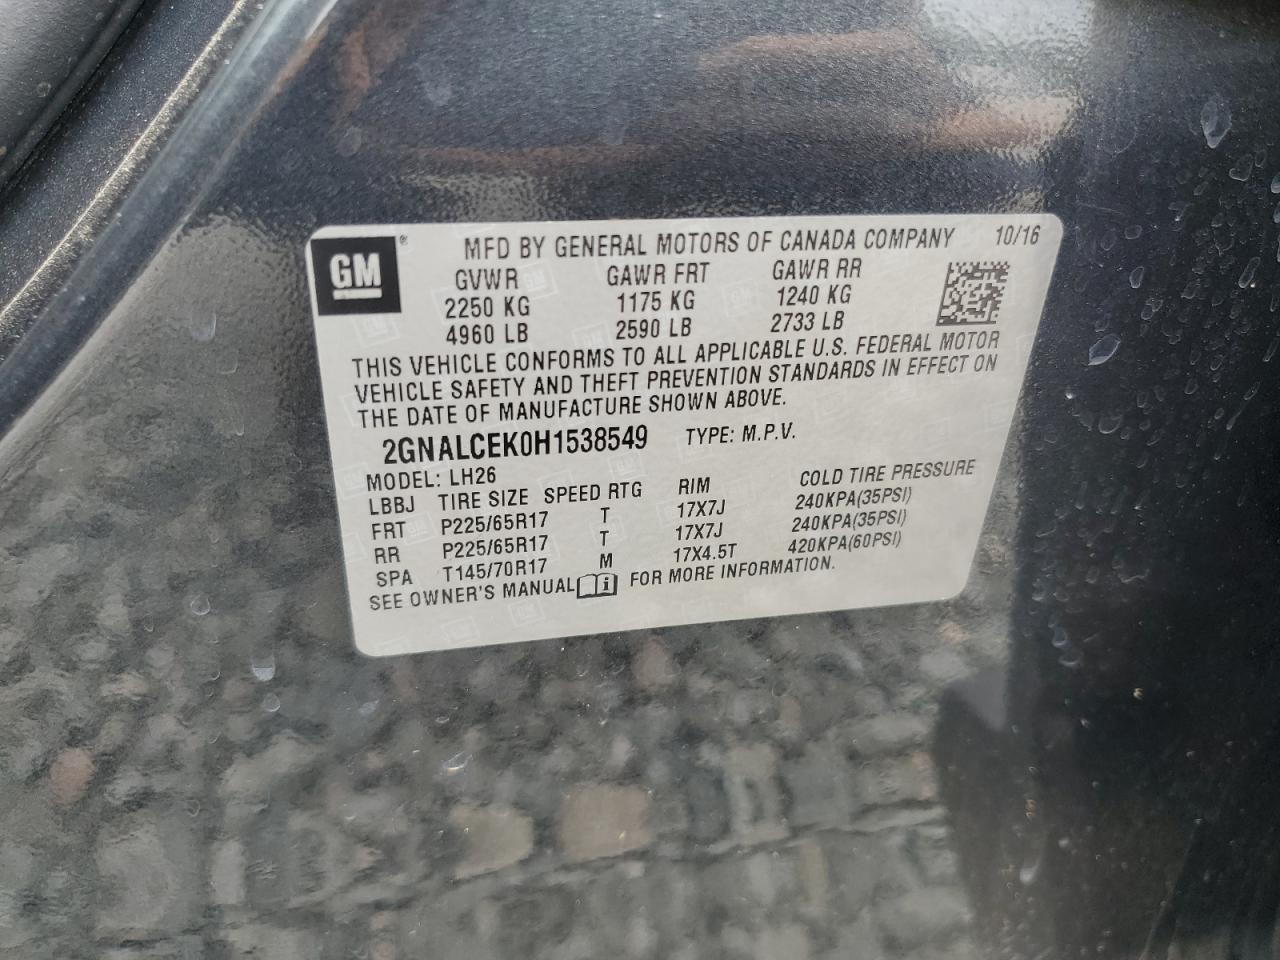 GM ® MFD BY GENERAL MOTORS OF CANADA COMPANY 10/16
GVWR GAWR FRT GAWR RR
2250 KG 1175 KG 1240 KG
4960 LB 2590 LB 2733 LB
THIS VEHICLE CONFORMS TO ALL APPLICABLE U.S. FEDERAL MOTOR
VEHICLE SAFETY AND THEFT PREVENTION STANDARDS IN EFFECT ON
THE DATE OF MANUFACTURE SHOWN ABOVE.
2GNALCEK0H1538549 TYPE: M.P.V.
MODEL: LH26
LBBJ TIRE SIZE SPEED RTG RIM COLD TIRE PRESSURE
FRT P225/65R17 T 17X7J 240KPA(35PSI)
RR P225/65R17 T 17X7J 240KPA(35PSI)
SPA T145/70R17 M 17X4.5T 420KPA(60PSI)
SEE OWNER'S MANUAL i FOR MORE INFORMATION.